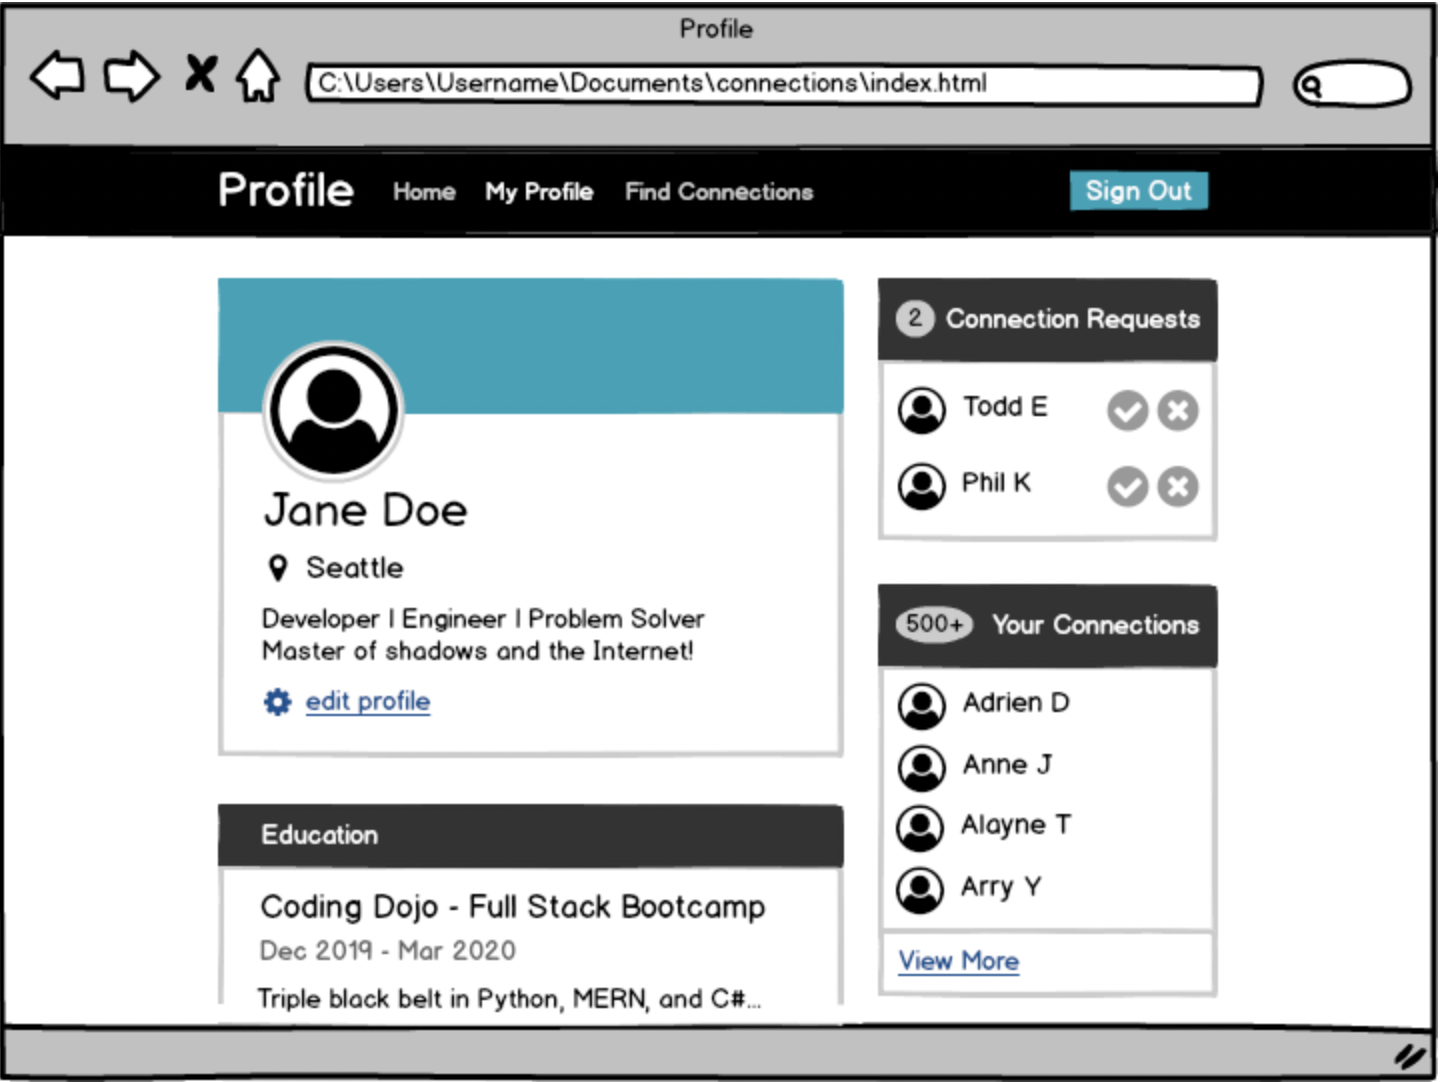 Profile
C:\Users\Username\Documents\connections\index.html
Profile Home My Profile Find Connections Sign Out
Jane Doe
Seattle
Developer | Engineer | Problem Solver
Master of shadows and the Internet!
edit profile
Education
Coding Dojo - Full Stack Bootcamp
Dec 2019 - Mar 2020
Triple black belt in Python, MERN, and C#...
2 Connection Requests
Todd E
Phil K
500+ Your Connections
Adrien D
Anne J
Alayne T
Arry Y
View More